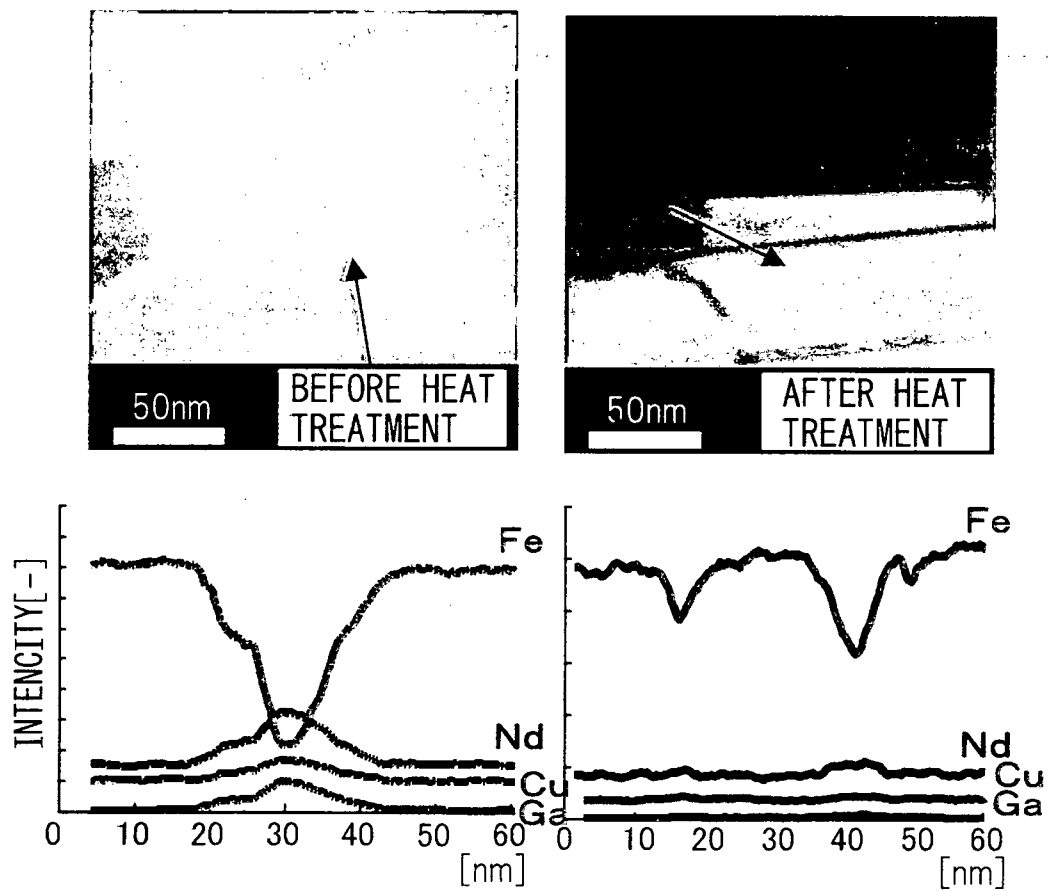 50nm
BEFORE HEAT
TREATMENT
50nm
AFTER HEAT
TREATMENT
INTENCITY[-]
Fe
Nd
Cu
Ga
0 10 20 30 40 50 60
[nm]
Fe
Nd
Cu
Ga
0 10 20 30 40 50 60
[nm]